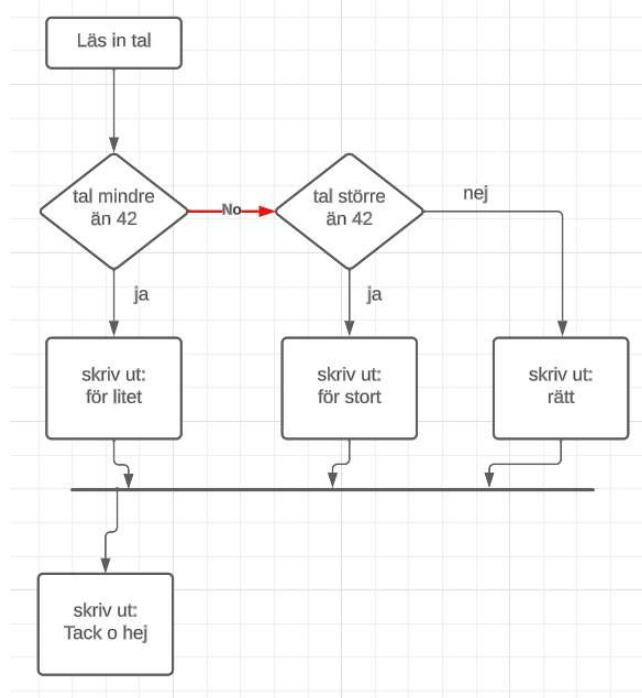 Läs in tal
tal mindre
än 42
No
tal större
än 42
nej
ja
ja
skriv ut:
för litet
skriv ut:
för stort
skriv ut:
rätt
skriv ut:
Tack o hej